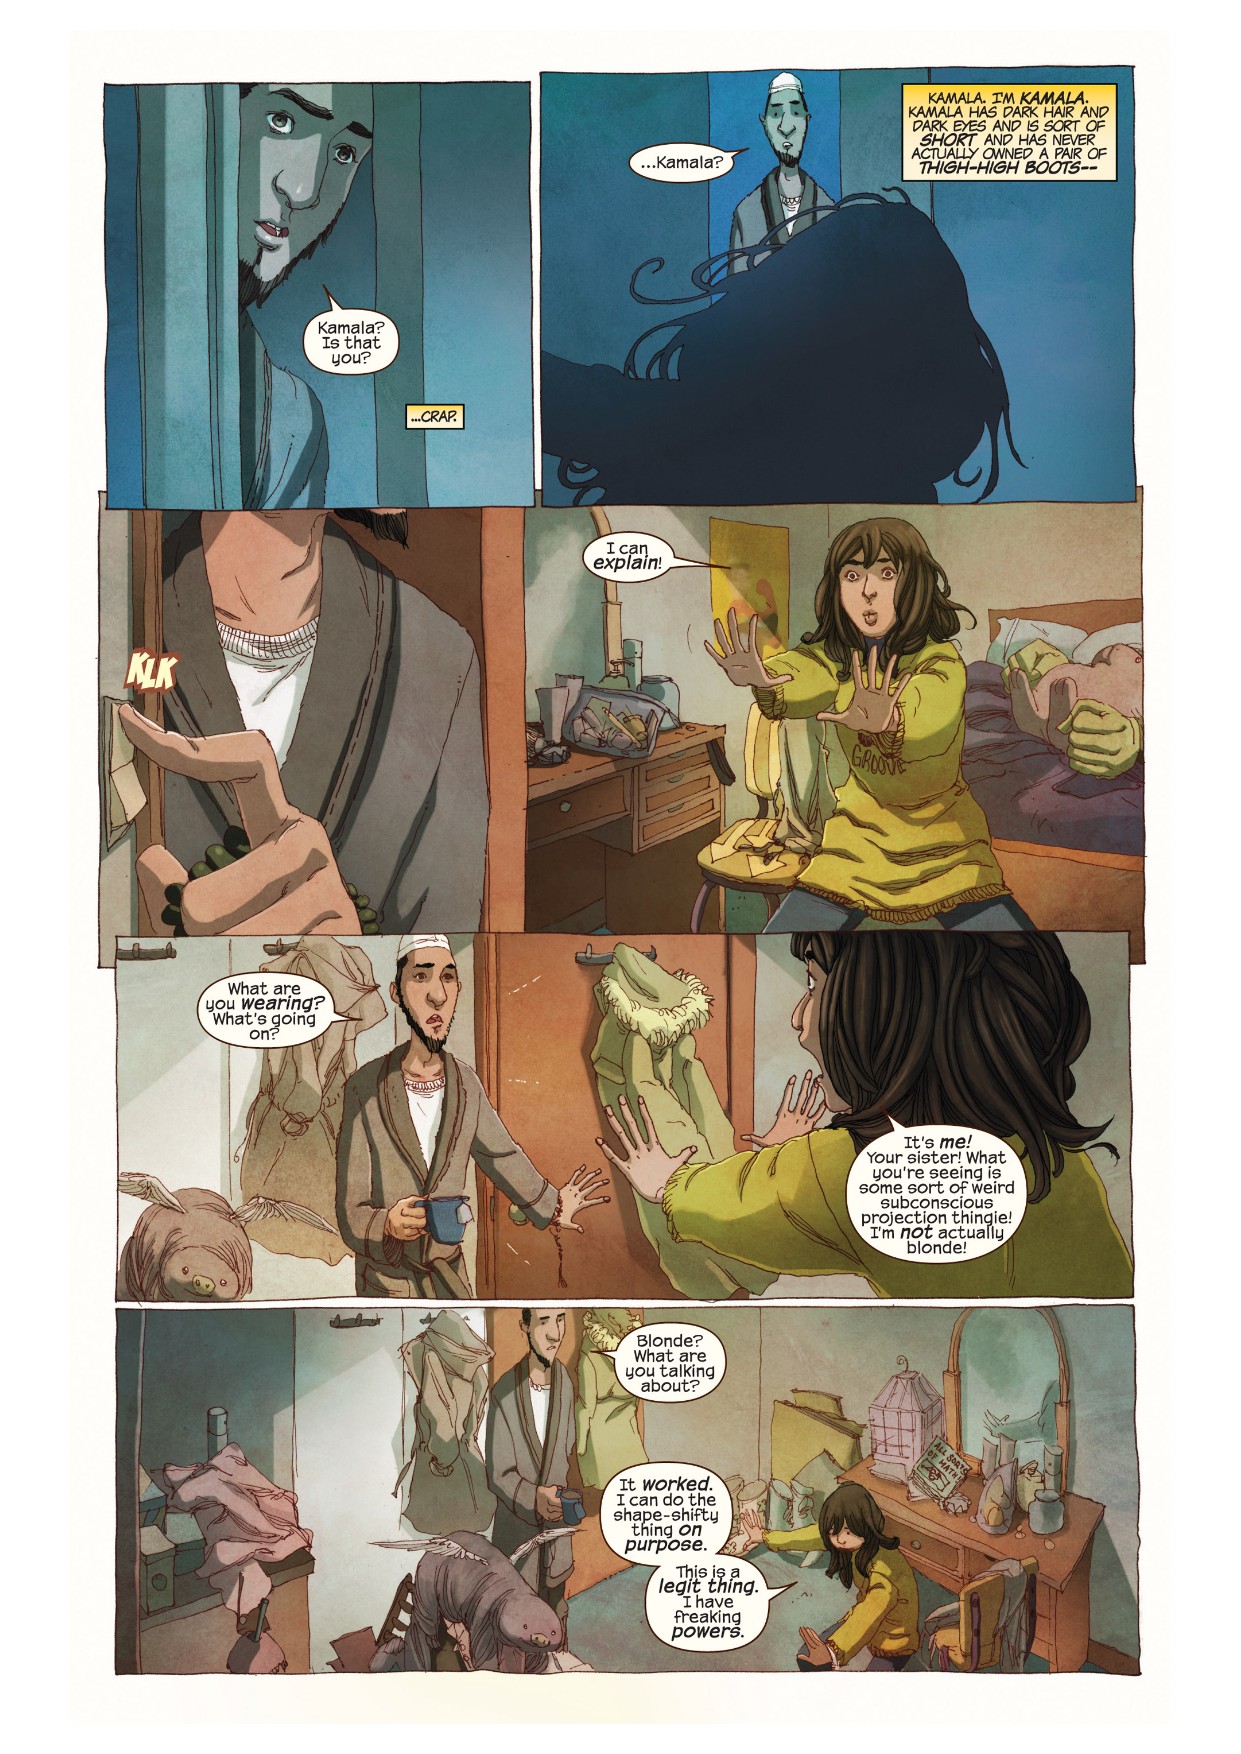 Kamala?
Is that
you?
...CRAP.
...Kamala?
KAMALA. I'M KAMALA.
KAMALA HAS DARK HAIR AND
DARK EYES AND IS SORT OF
SHORT AND HAS NEVER
ACTUALLY OWNED A PAIR OF
THIGH-HIGH BOOTS--
KLK
I can
explain!
GROOVE
What are
you wearing?
What's going
on?
It's me!
Your sister! What
you're seeing is
some sort of weird
subconscious
projection thingie!
I'm not actually
blonde!
Blonde?
What are
you talking
about?
ALL SORTS
OF MATH!
It worked.
I can do the
shape-shifty
thing on
purpose.
This is a
legit thing.
I have
freaking
powers.